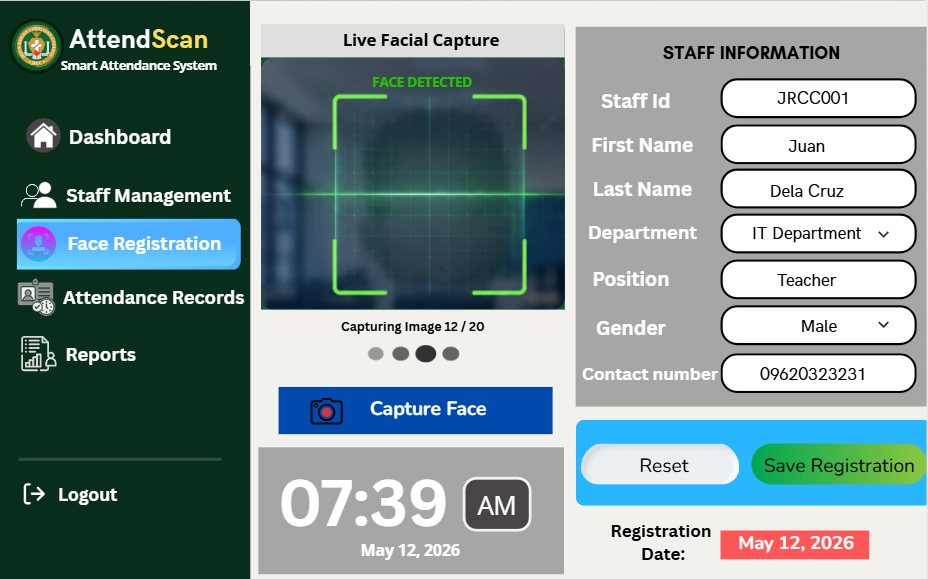 AttendScan
Smart Attendance System
Dashboard
Staff Management
Face Registration
Attendance Records
Reports
Logout
Live Facial Capture
FACE DETECTED
Capturing Image 12 / 20
Capture Face
07:39 AM
May 12, 2026
STAFF INFORMATION
Staff Id JRCC001
First Name Juan
Last Name Dela Cruz
Department IT Department
Position Teacher
Gender Male
Contact number 09620323231
Reset Save Registration
Registration
Date: May 12, 2026